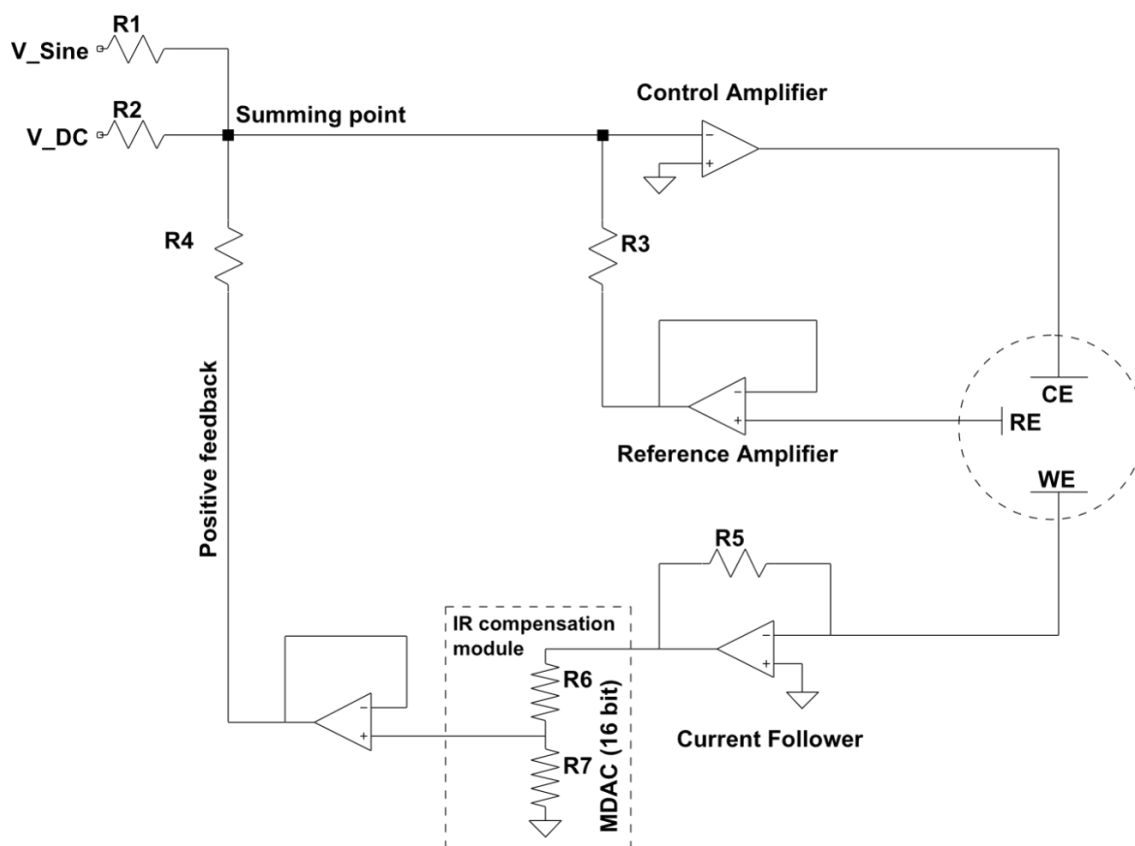 R1
V_Sine
R2
V_DC
Summing point
Control Amplifier
−
+
R4
R3
Positive feedback
−
+
CE
RE
Reference Amplifier
WE
R5
IR compensation
module
−
+
R6
−
+
MDAC (16 bit)
Current Follower
R7